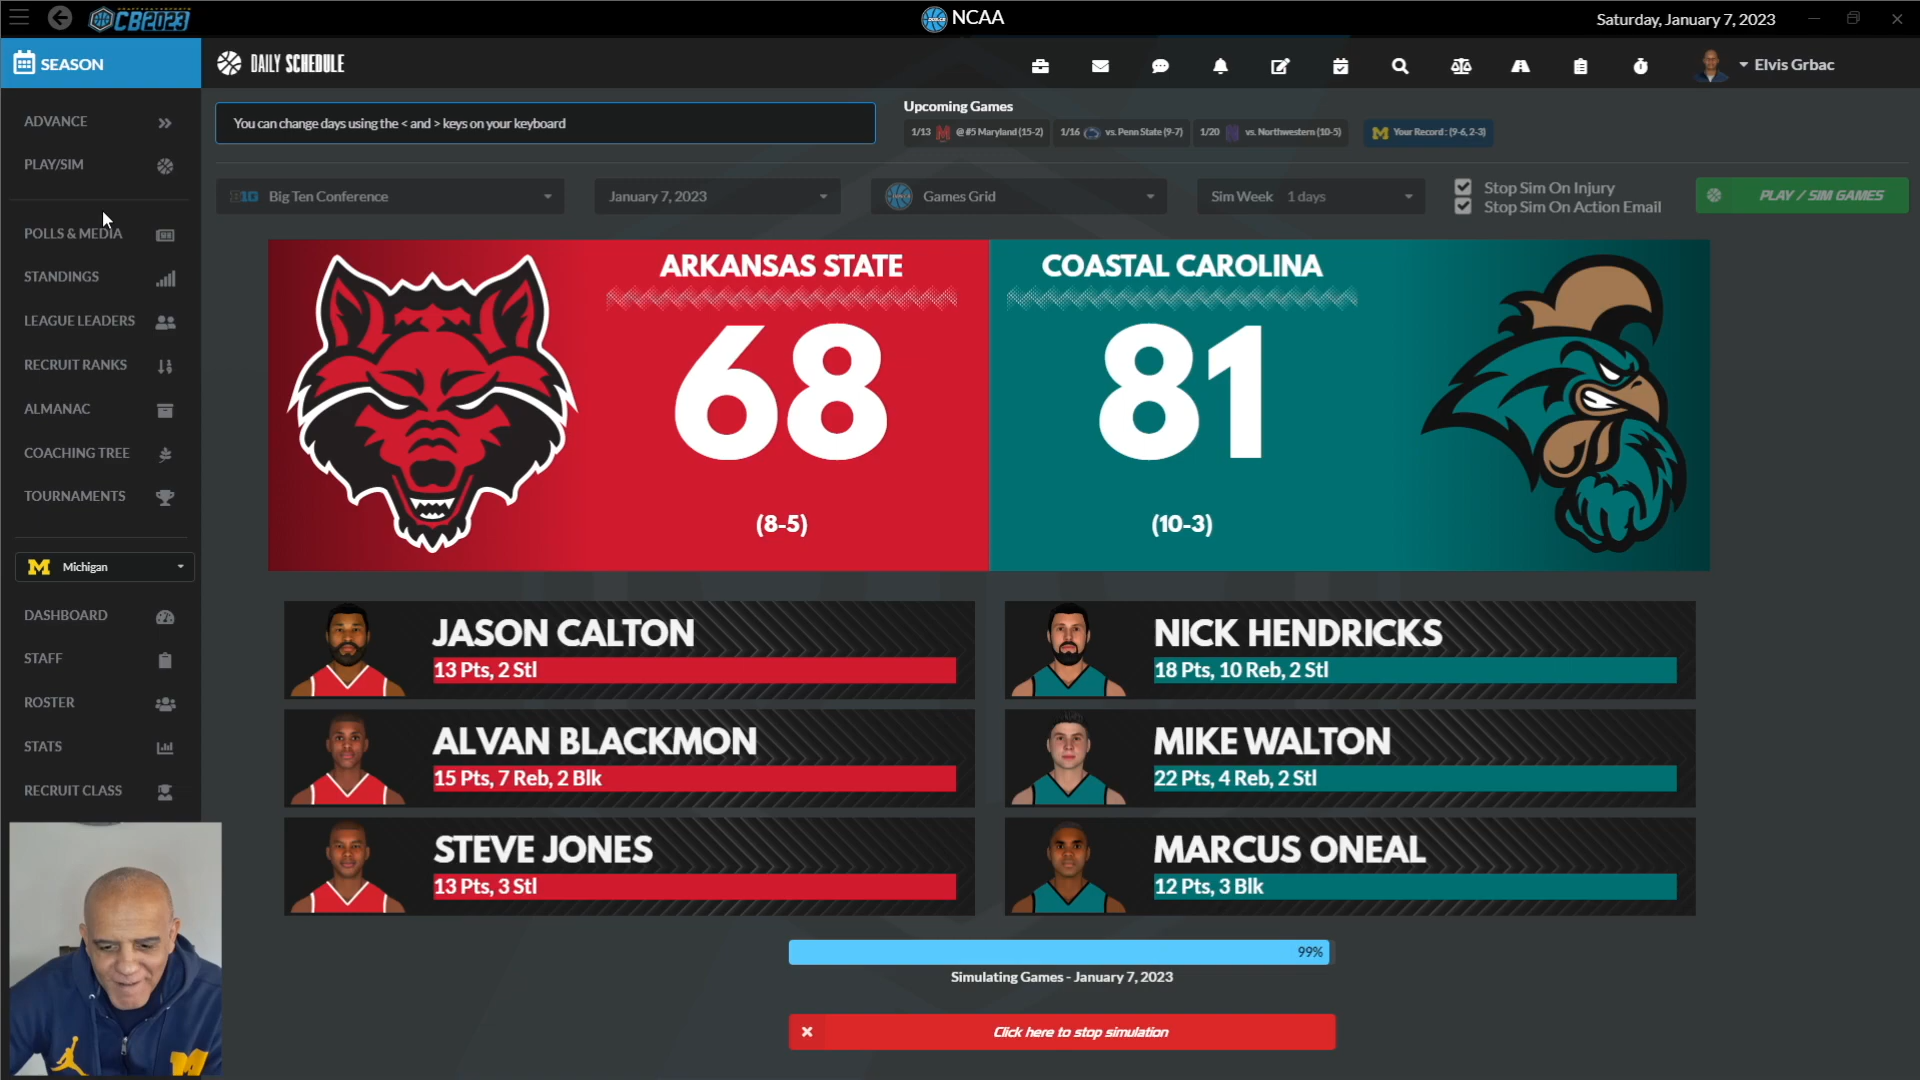 CB2023
NCAA
Saturday, January 7, 2023
SEASON
DAILY SCHEDULE
Elvis Grbac
ADVANCE
PLAY/SIM
POLLS & MEDIA
STANDINGS
LEAGUE LEADERS
RECRUIT RANKS
ALMANAC
COACHING TREE
TOURNAMENTS
Michigan
DASHBOARD
STAFF
ROSTER
STATS
RECRUIT CLASS
You can change days using the < and > keys on your keyboard
Upcoming Games
1/13 @ #5 Maryland (15-2)
1/16 vs. Penn State (9-7)
1/20 vs. Northwestern (10-5)
Your Record : (9-6, 2-3)
B1G Big Ten Conference
January 7, 2023
Games Grid
Sim Week 1 days
Stop Sim On Injury
Stop Sim On Action Email
PLAY / SIM GAMES
ARKANSAS STATE
68
(8-5)
COASTAL CAROLINA
81
(10-3)
JASON CALTON
13 Pts, 2 Stl
ALVAN BLACKMON
15 Pts, 7 Reb, 2 Blk
STEVE JONES
13 Pts, 3 Stl
NICK HENDRICKS
18 Pts, 10 Reb, 2 Stl
MIKE WALTON
22 Pts, 4 Reb, 2 Stl
MARCUS ONEAL
12 Pts, 3 Blk
99%
Simulating Games - January 7, 2023
Click here to stop simulation